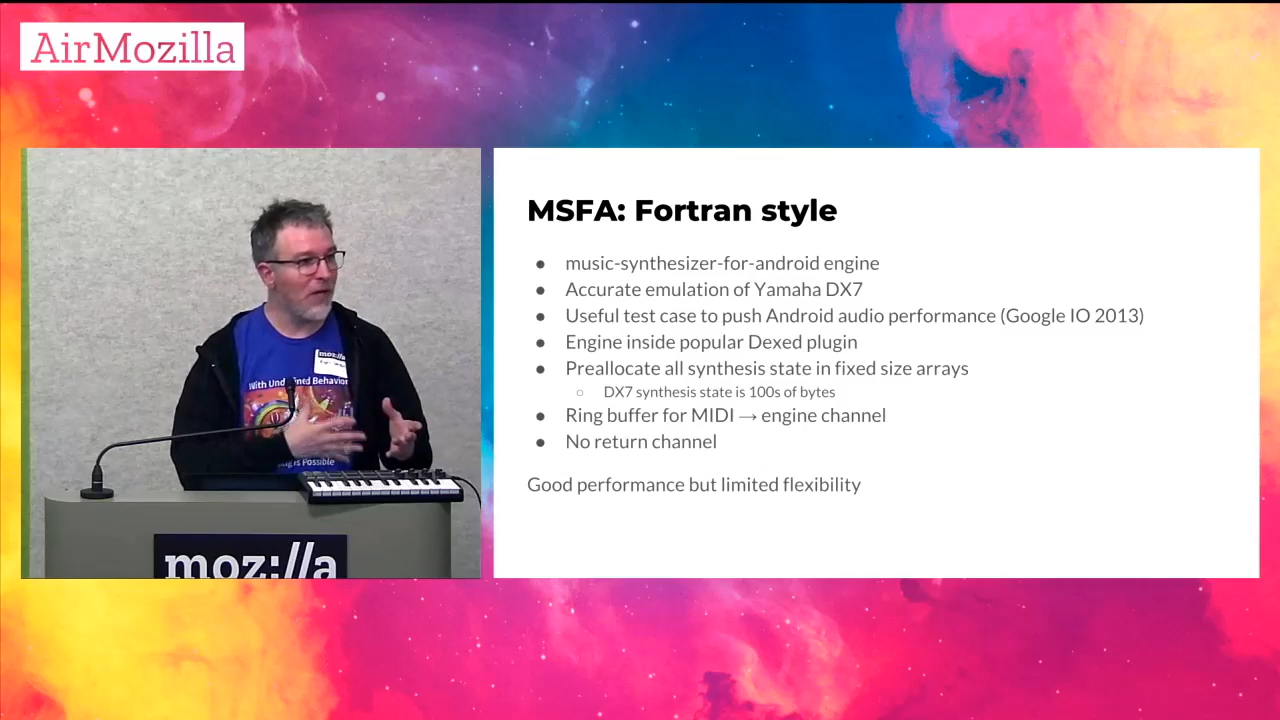 AirMozilla
MSFA: Fortran style
● music-synthesizer-for-android engine
● Accurate emulation of Yamaha DX7
● Useful test case to push Android audio performance (Google IO 2013)
● Engine inside popular Dexed plugin
● Preallocate all synthesis state in fixed size arrays
○ DX7 synthesis state is 100s of bytes
● Ring buffer for MIDI → engine channel
● No return channel
Good performance but limited flexibility
moz://a
With Undefined Behavior
is Possible
moz://a